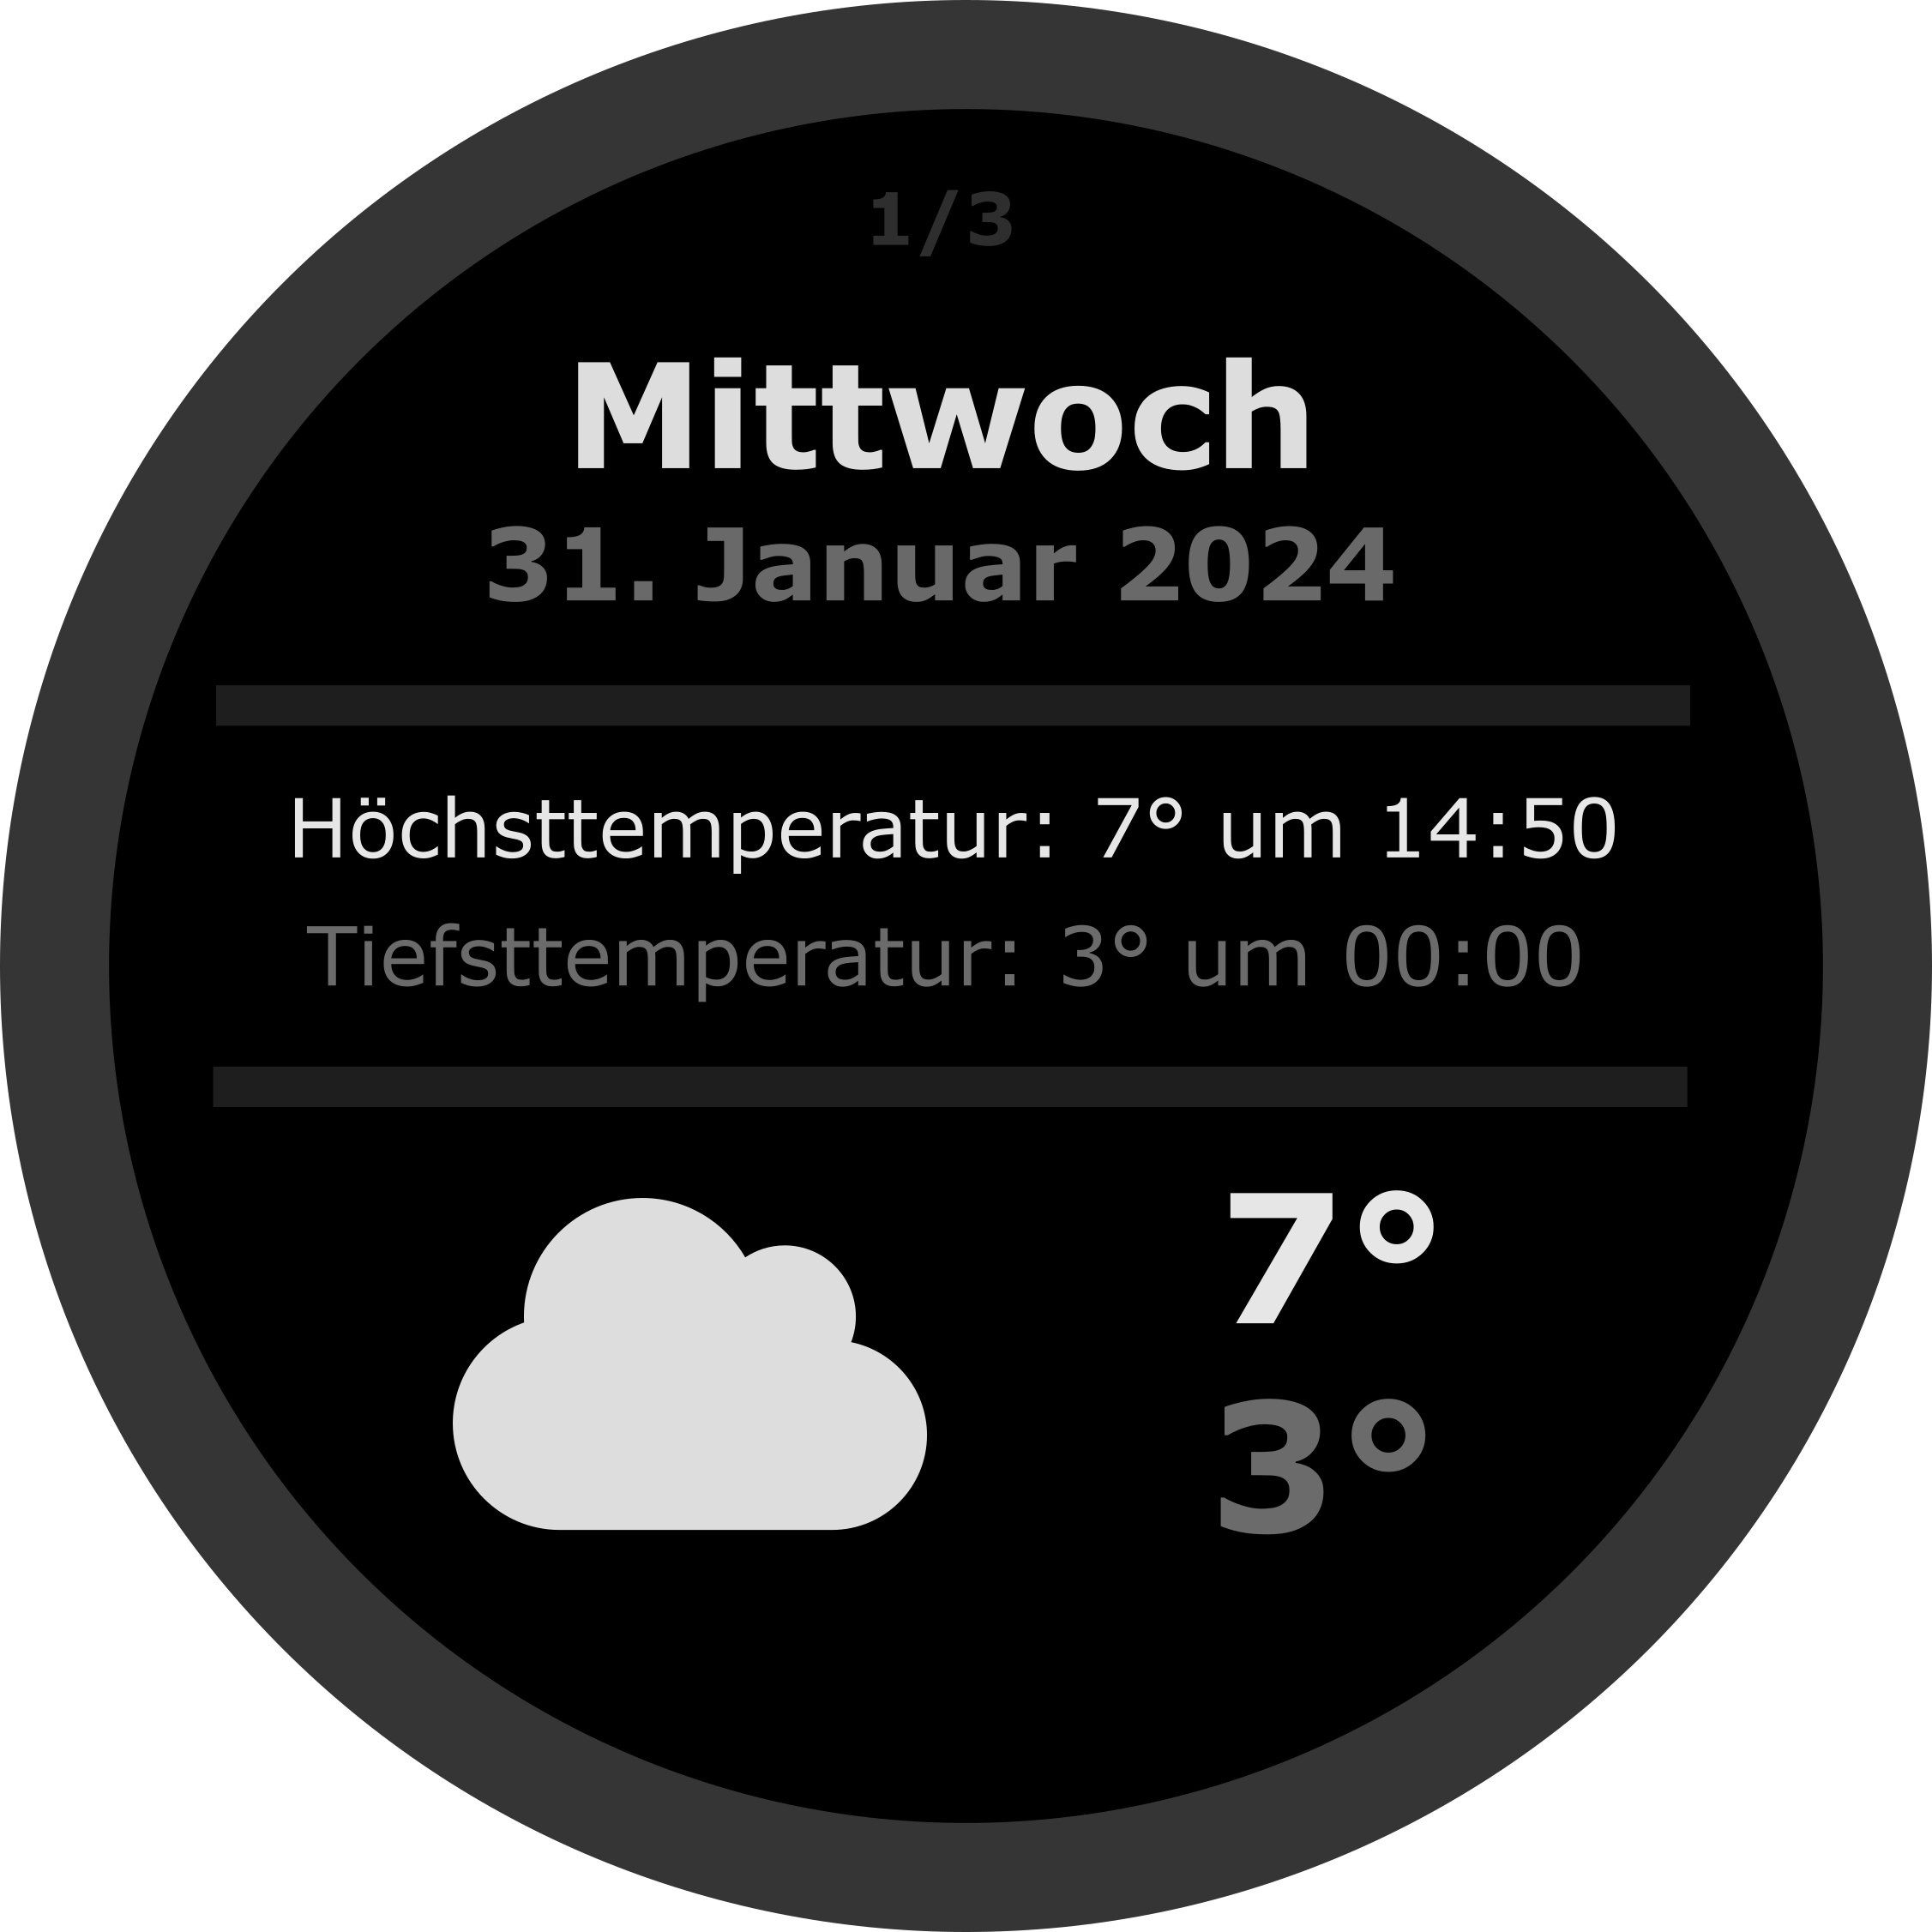 1/3
Mittwoch
31. Januar 2024
Höchsttemperatur: 7° um 14:50
Tiefsttemperatur: 3° um 00:00
7°
3°